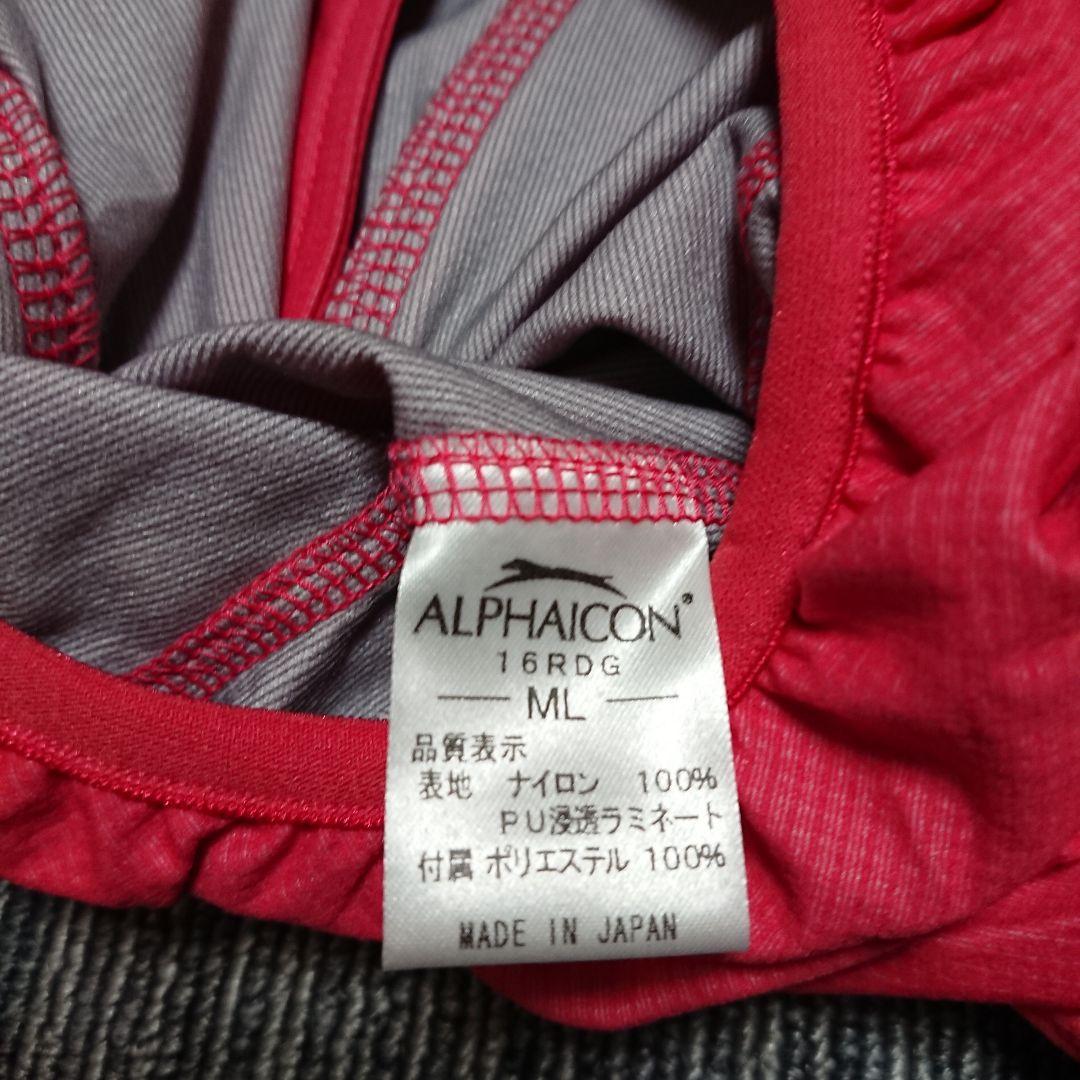 ALPHAICON®
16RDG
ML
品質表示
表地 ナイロン 100%
PU浸透ラミネート
付属 ポリエステル 100%
MADE IN JAPAN